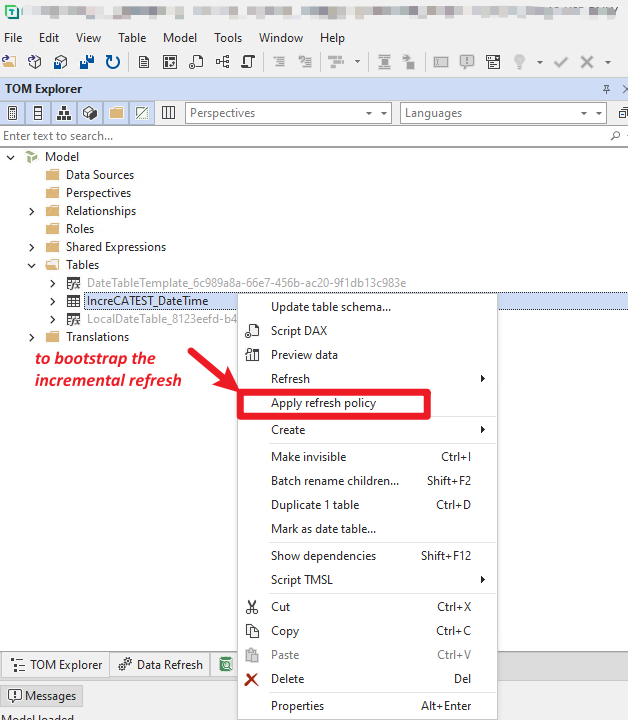 File Edit View Table Model Tools Window Help
TOM Explorer
Perspectives Languages
Enter text to search...
Model
Data Sources
Perspectives
Relationships
Roles
Shared Expressions
Tables
DateTableTemplate_6c989a8a-66e7-456b-ac20-9f1db13c983e
IncreCATEST_DateTime
LocalDateTable_8123eefd-b4
Translations
to bootstrap the
incremental refresh
Update table schema...
Script DAX
Preview data
Refresh
Apply refresh policy
Create
Make invisible Ctrl+I
Batch rename children... Shift+F2
Duplicate 1 table Ctrl+D
Mark as date table...
Show dependencies Shift+F12
Script TMSL
Cut Ctrl+X
Copy Ctrl+C
Paste Ctrl+V
Delete Del
Properties Alt+Enter
TOM Explorer Data Refresh
Messages
Model loaded